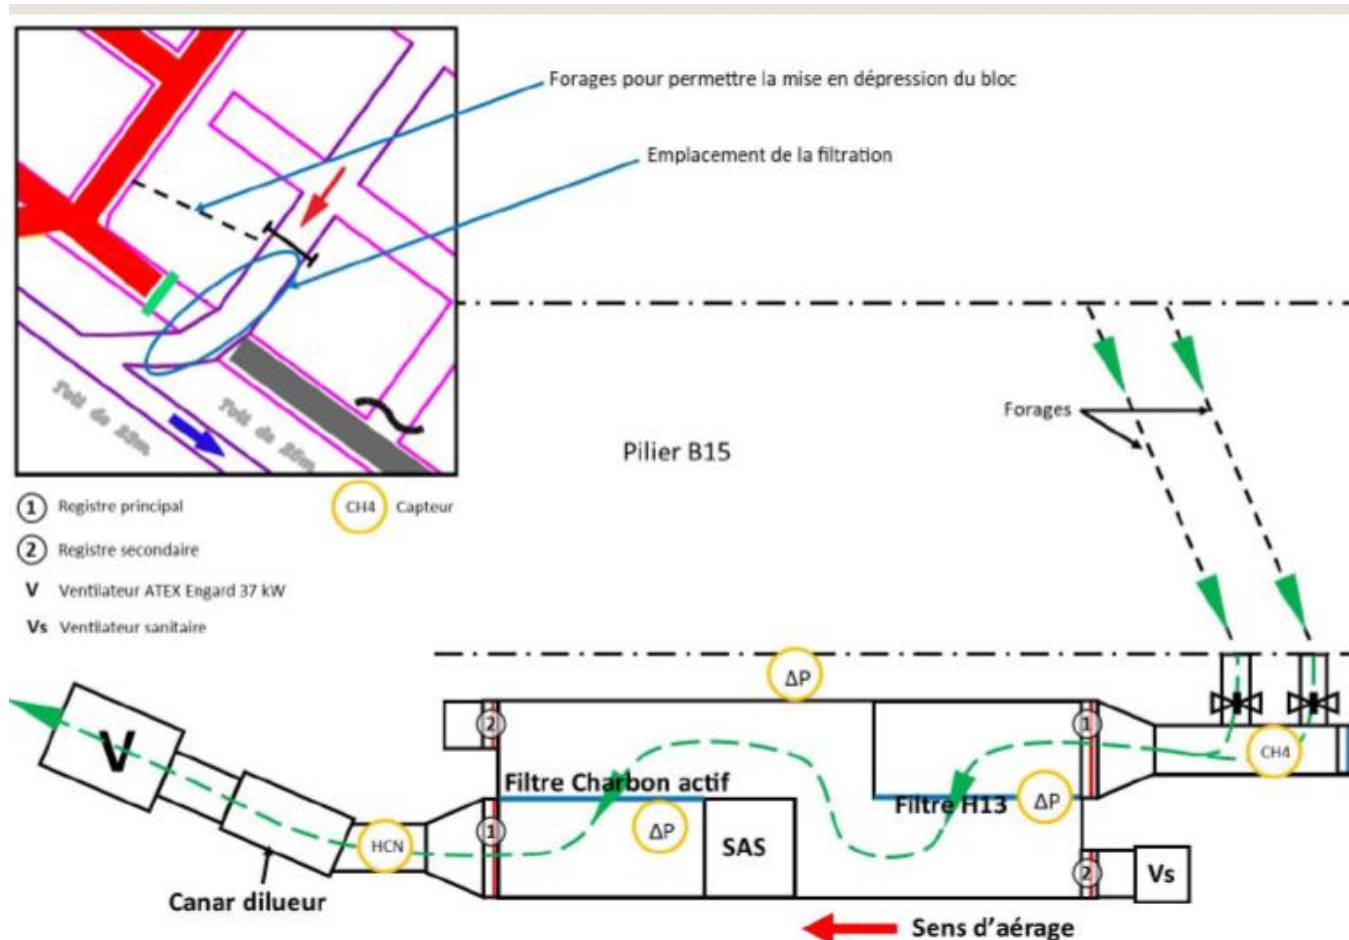 Forages pour permettre la mise en dépression du bloc
Emplacement de la filtration
Toit de 25m
Toit de 25m
Forages
Pilier B15
1 Registre principal
CH4 Capteur
2 Registre secondaire
V Ventilateur ATEX Engard 37 kW
Vs Ventilateur sanitaire
ΔP
2
1
V
CH4
Filtre Charbon actif
Filtre H13
ΔP
ΔP
1
HCN
SAS
2
Vs
Canar dilueur
Sens d'aérage